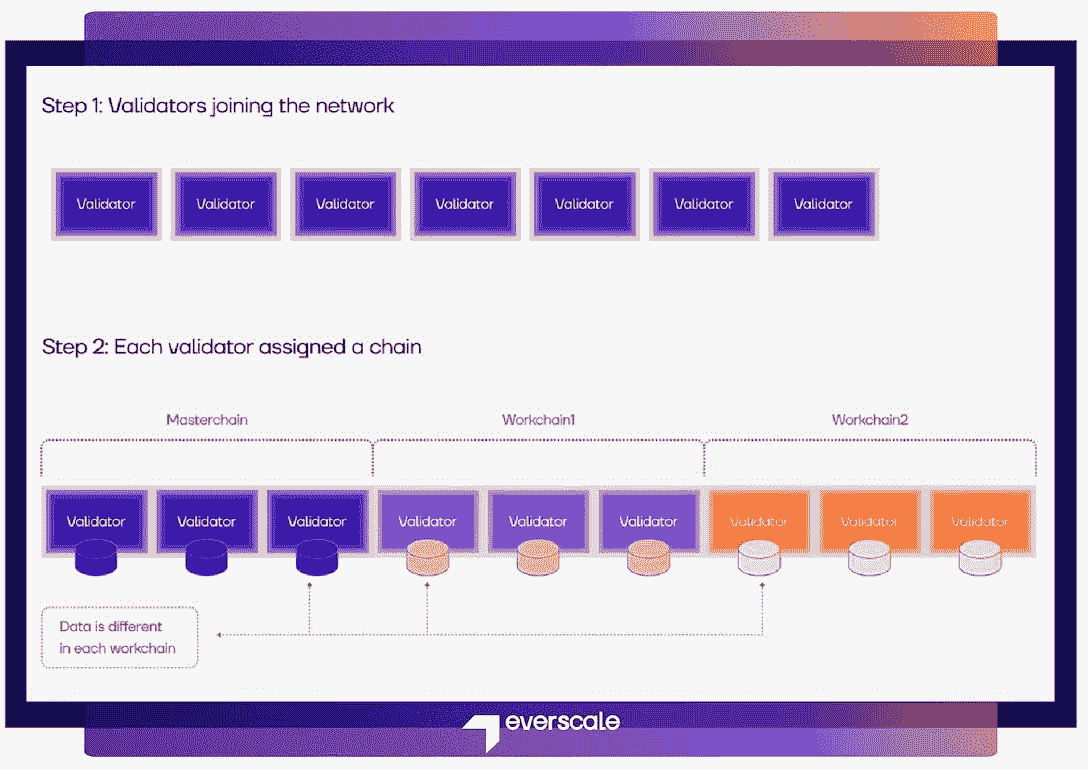 Step 1: Validators joining the network
Validator Validator Validator Validator Validator Validator Validator
Step 2: Each validator assigned a chain
Masterchain Workchain1 Workchain2
Validator Validator Validator Validator Validator Validator Validator Validator Validator
Data is different
in each workchain
everscale